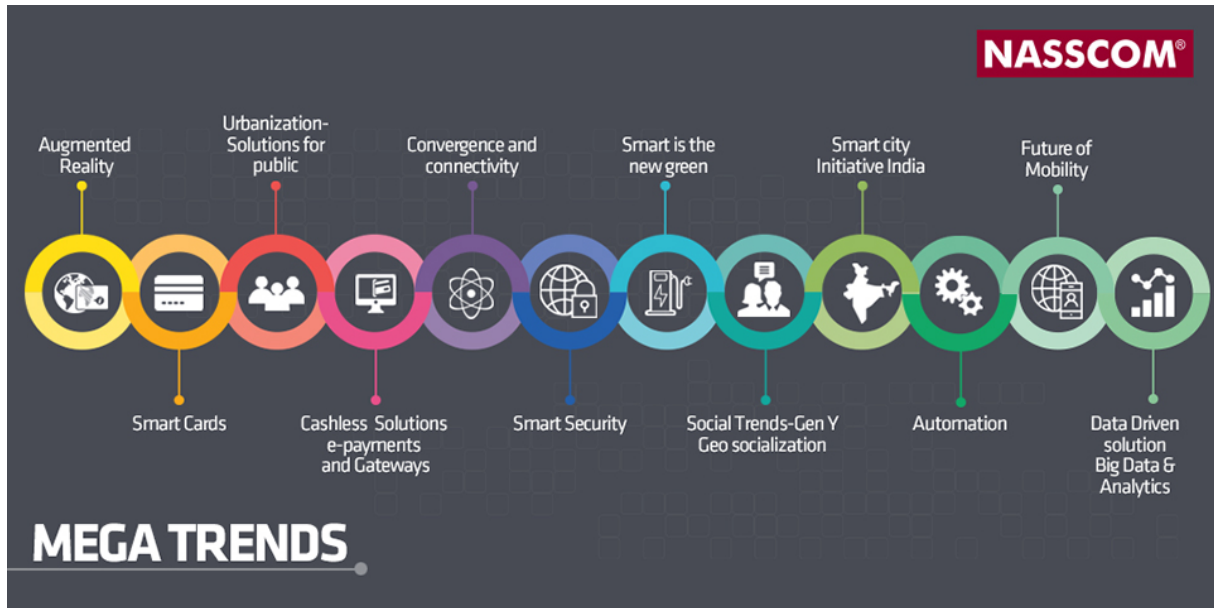 NASSCOM®
Augmented
Reality
Urbanization-
Solutions for
public
Convergence and
connectivity
Smart is the
new green
Smart city
Initiative India
Future of
Mobility
Smart Cards
Cashless Solutions
e-payments
and Gateways
Smart Security
Social Trends-Gen Y
Geo socialization
Automation
Data Driven
solution
Big Data &
Analytics
MEGA TRENDS